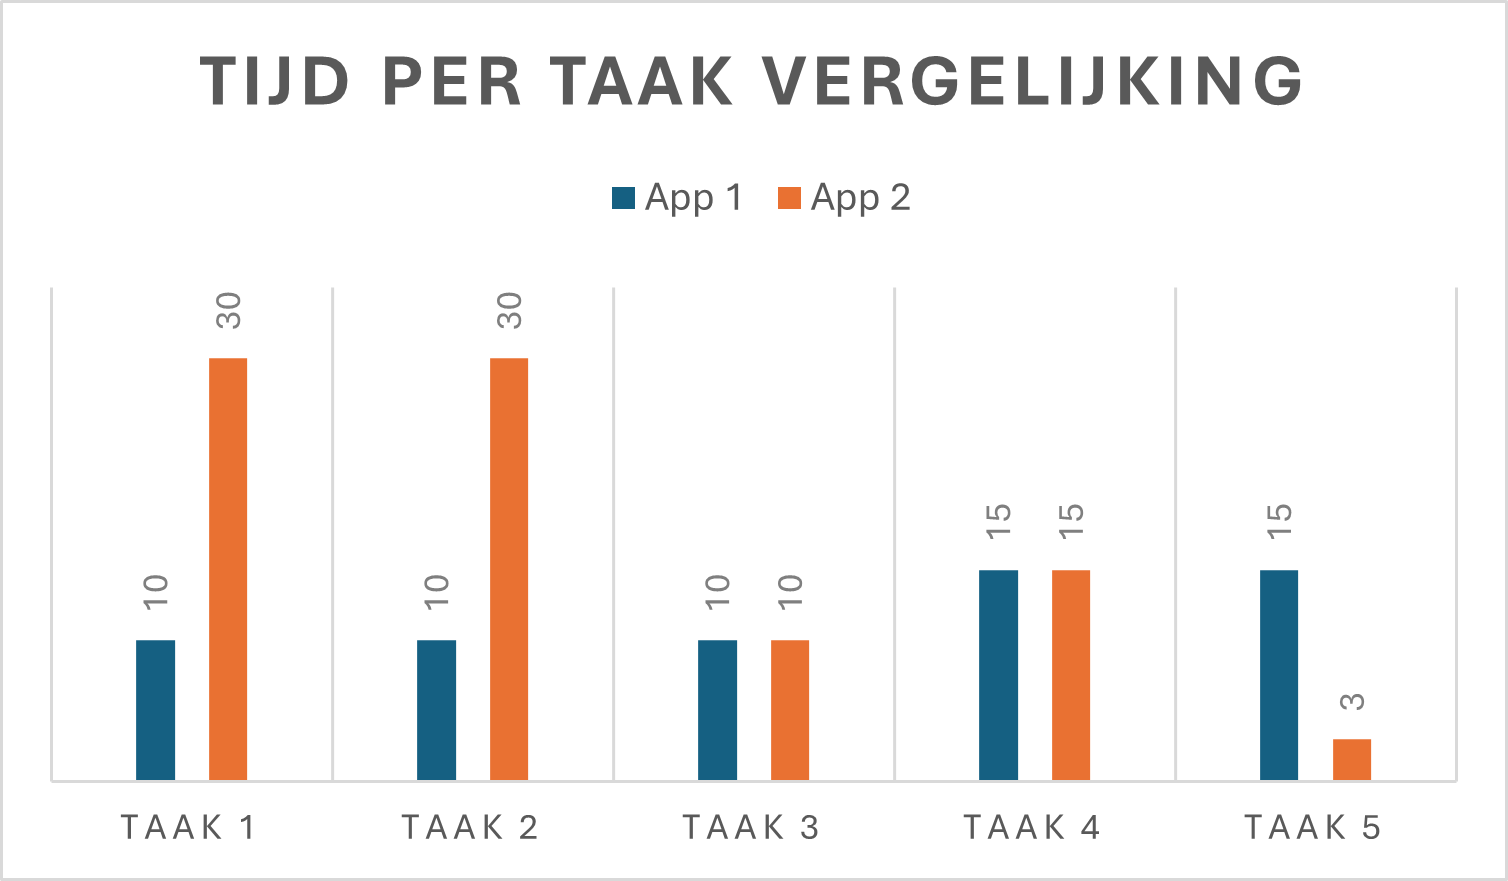 TIJD PER TAAK VERGELIJKING
App 1 App 2
10 30 10 30 10 10 15 15 15 3
TAAK 1 TAAK 2 TAAK 3 TAAK 4 TAAK 5